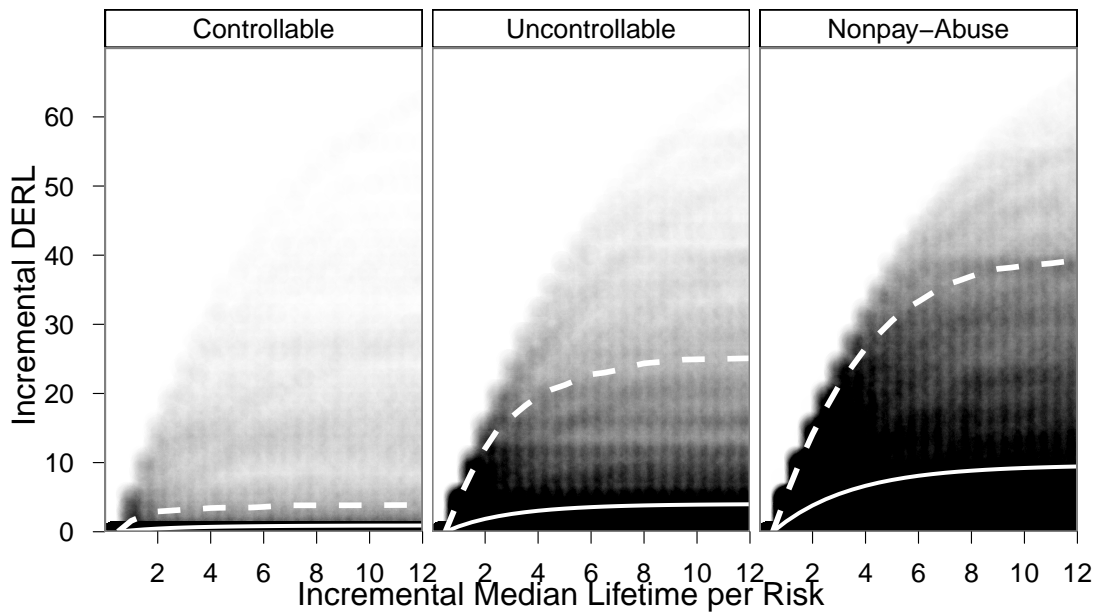 Controllable Uncontrollable Nonpay−Abuse
Incremental DERL
60
50
40
30
20
10
0
2 4 6 8 10 12 2 4 6 8 10 12 2 4 6 8 10 12
Incremental Median Lifetime per Risk